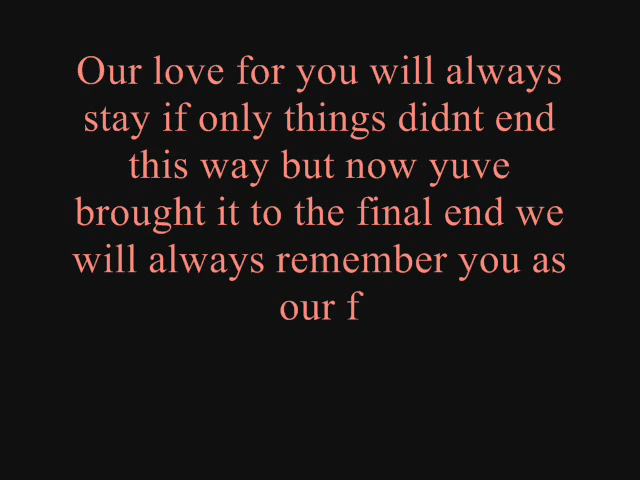 Our love for you will always
stay if only things didnt end
this way but now yuve
brought it to the final end we
will always remember you as
our f